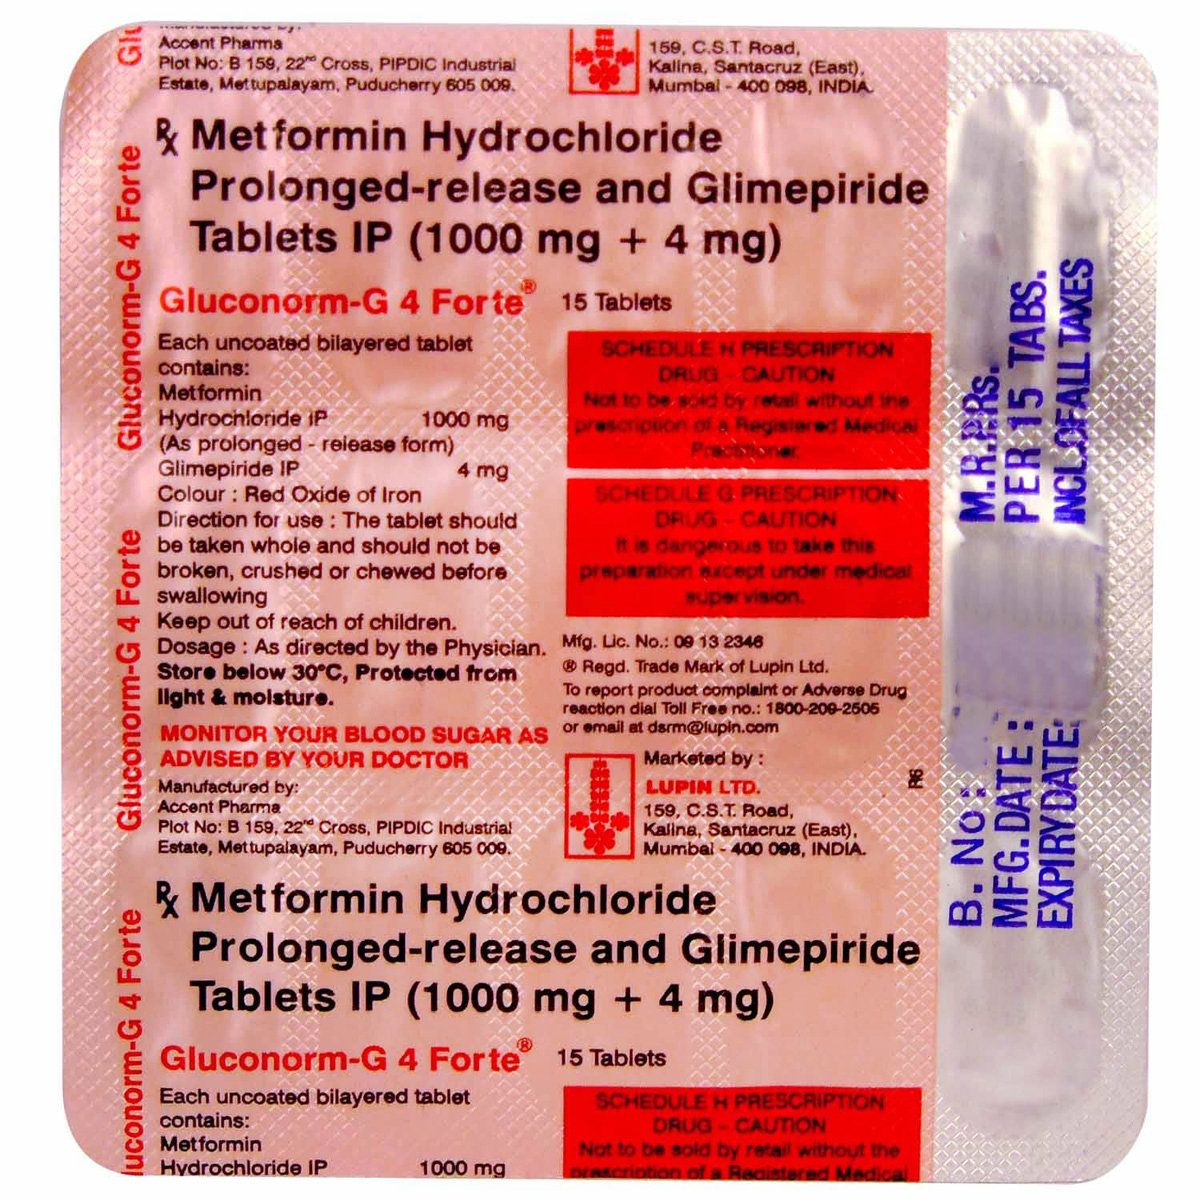 Accent Pharma
Plot No: B 159, 22nd Cross, PIPDIC Industrial
Estate, Mettupalayam, Puducherry 605 009.
159, C.S.T. Road,
Kalina, Santacruz (East),
Mumbai - 400 098, INDIA.
Rx Metformin Hydrochloride
Prolonged-release and Glimepiride
Tablets IP (1000 mg + 4 mg)
Gluconorm-G 4 Forte® 15 Tablets
Each uncoated bilayered tablet
contains:
Metformin
Hydrochloride IP 1000 mg
(As prolonged - release form)
Glimepiride IP 4 mg
Colour : Red Oxide of Iron
Direction for use : The tablet should
be taken whole and should not be
broken, crushed or chewed before
swallowing
Keep out of reach of children.
Dosage : As directed by the Physician.
Store below 30°C, Protected from
light & moisture.
MONITOR YOUR BLOOD SUGAR AS
ADVISED BY YOUR DOCTOR
Manufactured by:
Accent Pharma
Plot No: B 159, 22nd Cross, PIPDIC Industrial
Estate, Mettupalayam, Puducherry 605 009.
SCHEDULE H PRESCRIPTION
DRUG - CAUTION
Not to be sold by retail without the
prescription of a Registered Medical
Practitioner.
SCHEDULE G PRESCRIPTION
DRUG - CAUTION
It is dangerous to take this
preparation except under medical
supervision.
Mfg. Lic. No.: 09 13 2346
® Regd. Trade Mark of Lupin Ltd.
To report product complaint or Adverse Drug
reaction dial Toll Free no.: 1800-209-2505
or email at dsrm@lupin.com
Marketed by :
LUPIN LTD.
159, C.S.T. Road,
Kalina, Santacruz (East),
Mumbai - 400 098, INDIA.
Rx Metformin Hydrochloride
Prolonged-release and Glimepiride
Tablets IP (1000 mg + 4 mg)
Gluconorm-G 4 Forte® 15 Tablets
Each uncoated bilayered tablet
contains:
Metformin
Hydrochloride IP 1000 mg
SCHEDULE H PRESCRIPTION
DRUG - CAUTION
Not to be sold by retail without the
prescription of a Registered Medical
Gluconorm-G 4 Forte
Gluconorm-G 4 Forte
luconorm-G 4 Forte
M.R.P.Rs.
PER 15 TABS.
INCL.OF ALL TAXES
B. No :
MFG.DATE :
EXPIRY DATE: